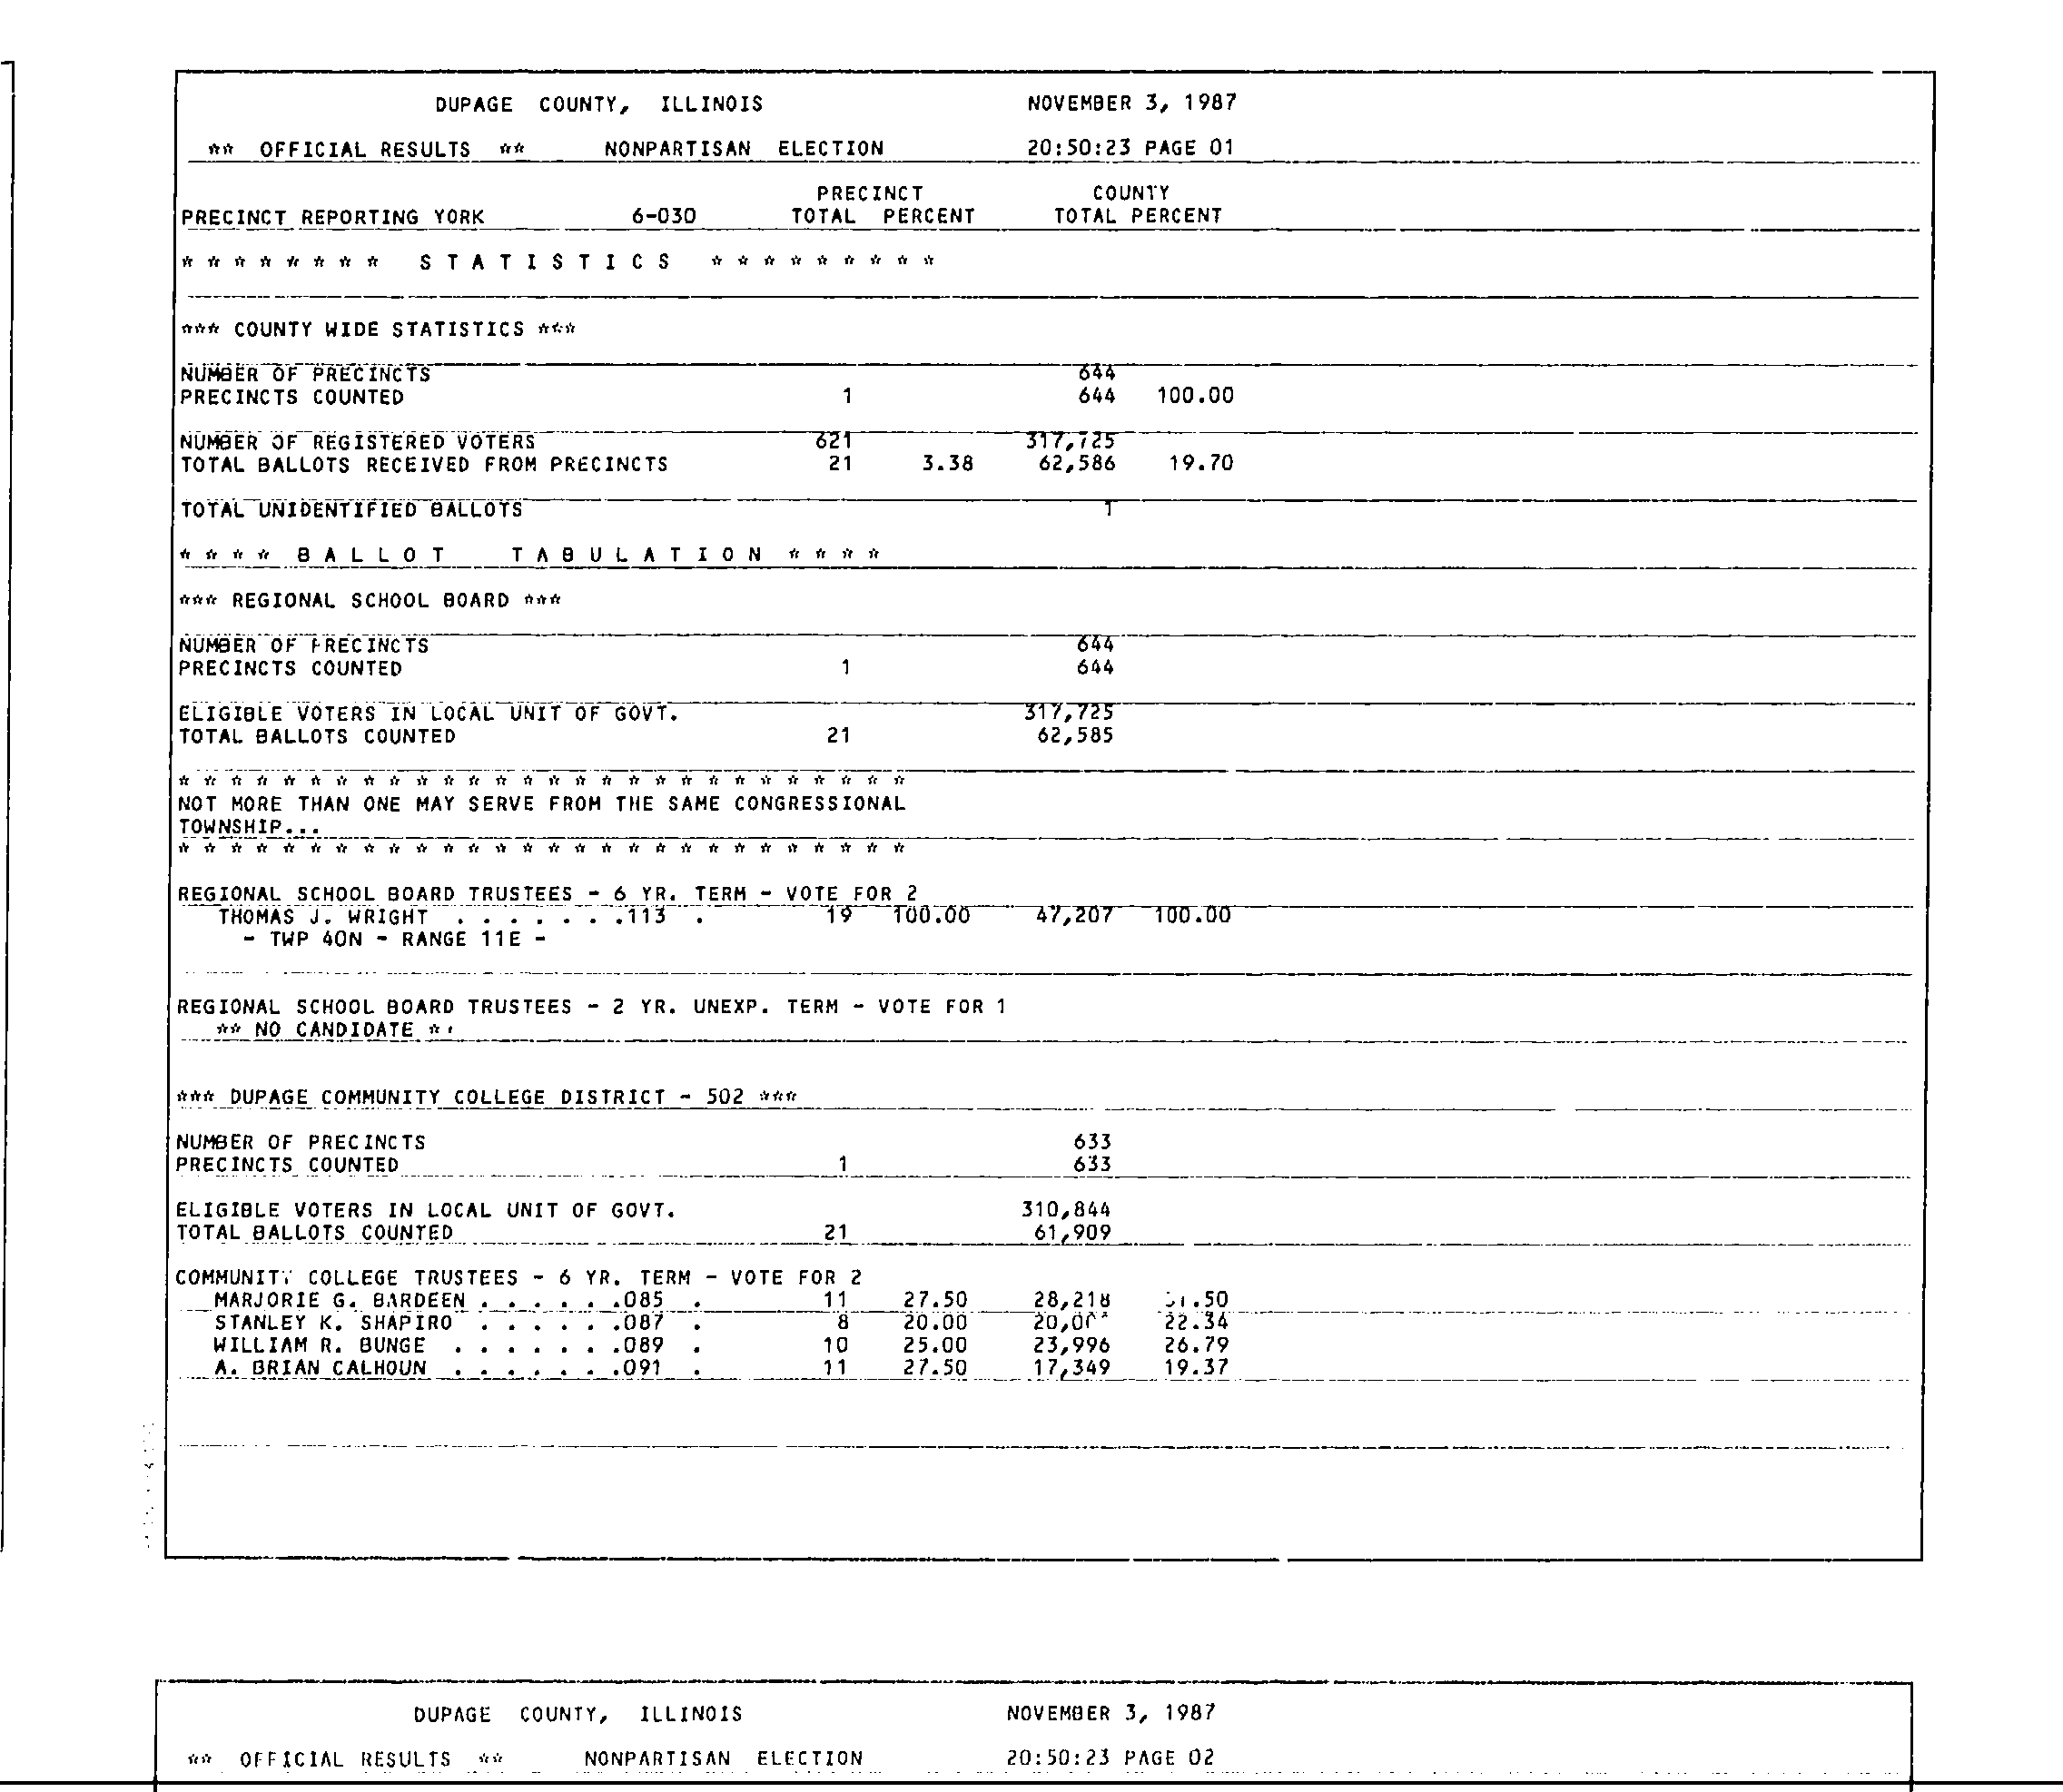 DUPAGE COUNTY, ILLINOIS NOVEMBER 3, 1987
** OFFICIAL RESULTS ** NONPARTISAN ELECTION 20:50:23 PAGE 01
PRECINCT COUNTY
PRECINCT REPORTING YORK 6-030 TOTAL PERCENT TOTAL PERCENT
* * * * * * * * S T A T I S T I C S * * * * * * * * *
*** COUNTY WIDE STATISTICS ***
NUMBER OF PRECINCTS 644
PRECINCTS COUNTED 1 644 100.00
NUMBER OF REGISTERED VOTERS 621 317,725
TOTAL BALLOTS RECEIVED FROM PRECINCTS 21 3.38 62,586 19.70
TOTAL UNIDENTIFIED BALLOTS 1
* * * * B A L L O T T A B U L A T I O N * * * *
*** REGIONAL SCHOOL BOARD ***
NUMBER OF PRECINCTS 644
PRECINCTS COUNTED 1 644
ELIGIBLE VOTERS IN LOCAL UNIT OF GOVT. 317,725
TOTAL BALLOTS COUNTED 21 62,585
* * * * * * * * * * * * * * * * * * * * * * * * * * * *
NOT MORE THAN ONE MAY SERVE FROM THE SAME CONGRESSIONAL
TOWNSHIP...
* * * * * * * * * * * * * * * * * * * * * * * * * * * *
REGIONAL SCHOOL BOARD TRUSTEES - 6 YR. TERM - VOTE FOR 2
THOMAS J. WRIGHT . . . . . . .113 . 19 100.00 47,207 100.00
- TWP 40N - RANGE 11E -
REGIONAL SCHOOL BOARD TRUSTEES - 2 YR. UNEXP. TERM - VOTE FOR 1
** NO CANDIDATE *
*** DUPAGE COMMUNITY COLLEGE DISTRICT - 502 ***
NUMBER OF PRECINCTS 633
PRECINCTS COUNTED 1 633
ELIGIBLE VOTERS IN LOCAL UNIT OF GOVT. 310,844
TOTAL BALLOTS COUNTED 21 61,909
COMMUNITY COLLEGE TRUSTEES - 6 YR. TERM - VOTE FOR 2
MARJORIE G. BARDEEN . . . . . .085 . 11 27.50 28,218
STANLEY K. SHAPIRO . . . . . .087 . 8 20.00 22.34
WILLIAM R. BUNGE . . . . . . .089 . 10 25.00 23,996 26.79
A. BRIAN CALHOUN . . . . . . .091 . 11 27.50 17,349 19.37
DUPAGE COUNTY, ILLINOIS NOVEMBER 3, 1987
** OFFICIAL RESULTS ** NONPARTISAN ELECTION 20:50:23 PAGE 02